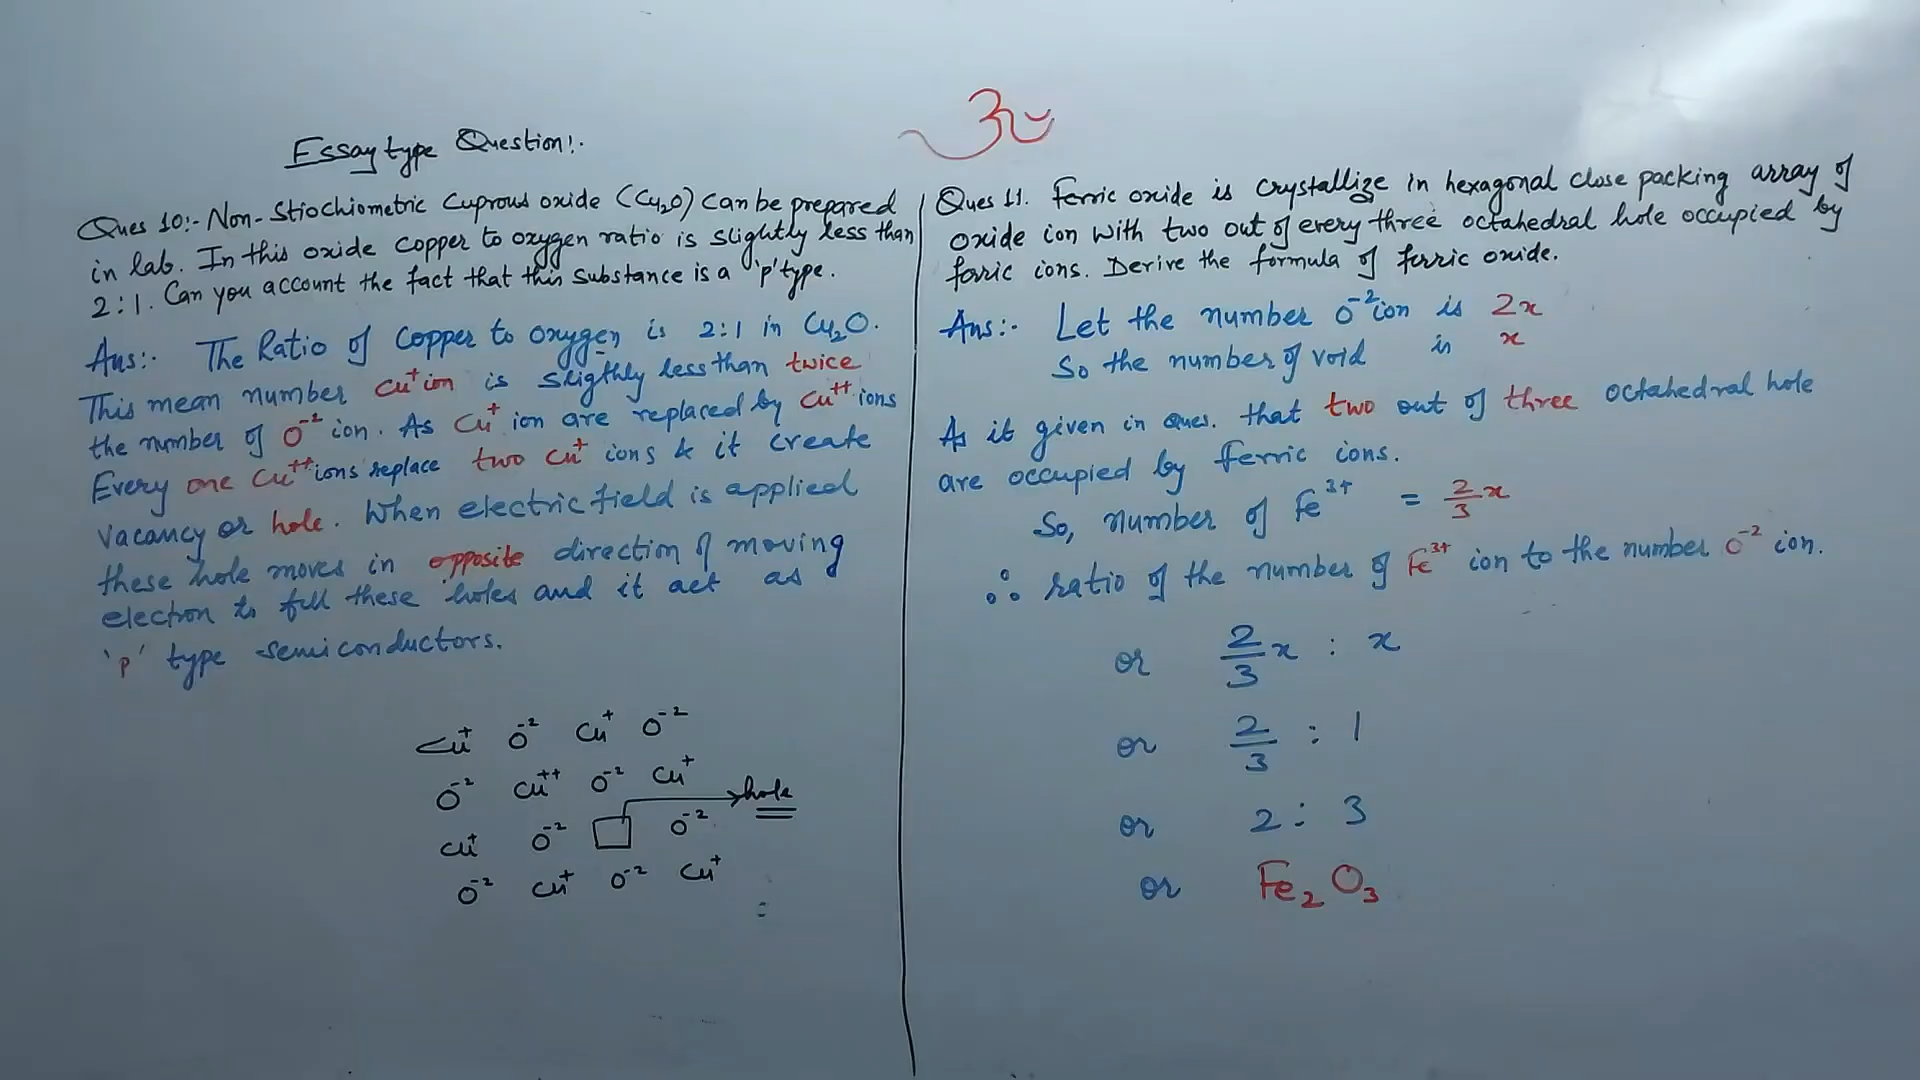 ॐ
Essay type Question:-
Ques 10:- Non-Stiochiometric Cuprous oxide (Cu₂O) can be prepared
in lab. In this oxide copper to oxygen ratio is slightly less than
2:1. Can you account the fact that this substance is a 'p' type.
Ans:- The Ratio of Copper to oxygen is 2:1 in Cu₂O.
This mean number Cu⁺ ion is sligthly less than twice
the number of O⁻² ion. As Cu⁺ ion are replaced by Cu⁺⁺ ions
Every one Cu⁺⁺ ions replace two Cu⁺ ions & it create
vacancy or hole. When electric field is applied
these hole moves in opposite direction of moving
electron to fill these holes and it act as
'p' type semiconductors.
Cu⁺ O⁻² Cu⁺ O⁻²
O⁻² Cu⁺⁺ O⁻² Cu⁺
hole
Cu⁺ O⁻² O⁻²
O⁻² Cu⁺ O⁻² Cu⁺
Ques 11. Ferric oxide is crystallize in hexagonal close packing array of
oxide ion with two out of every three octahedral hole occupied by
ferric ions. Derive the formula of ferric oxide.
Ans:- Let the number O⁻² ion is 2x
So the number of void is x
As it given in ques. that two out of three octahedral hole
are occupied by ferric ions.
So, number of Fe³⁺ = 2/3 x
∴ ratio of the number of Fe³⁺ ion to the number O⁻² ion.
or 2/3 x : x
or 2/3 : 1
or 2 : 3
or Fe₂O₃